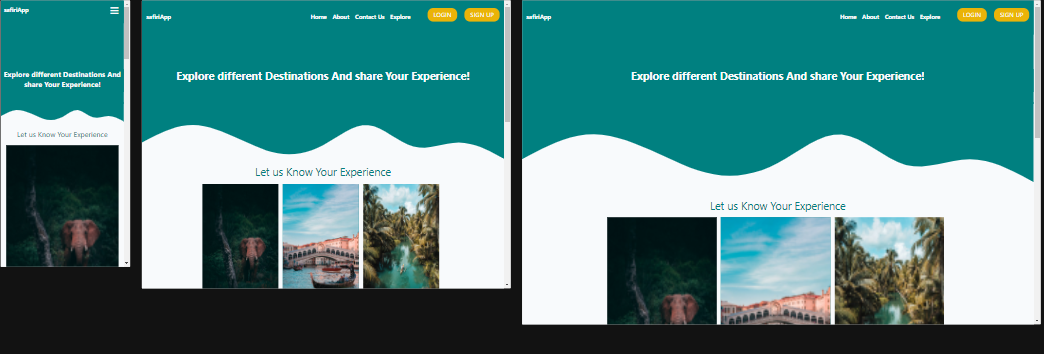 safiriApp
Explore different Destinations And
share Your Experience!
Let us Know Your Experience
safiriApp
Home About Contact Us Explore LOGIN SIGN UP
Explore different Destinations And share Your Experience!
Let us Know Your Experience
safiriApp
Home About Contact Us Explore LOGIN SIGN UP
Explore different Destinations And share Your Experience!
Let us Know Your Experience